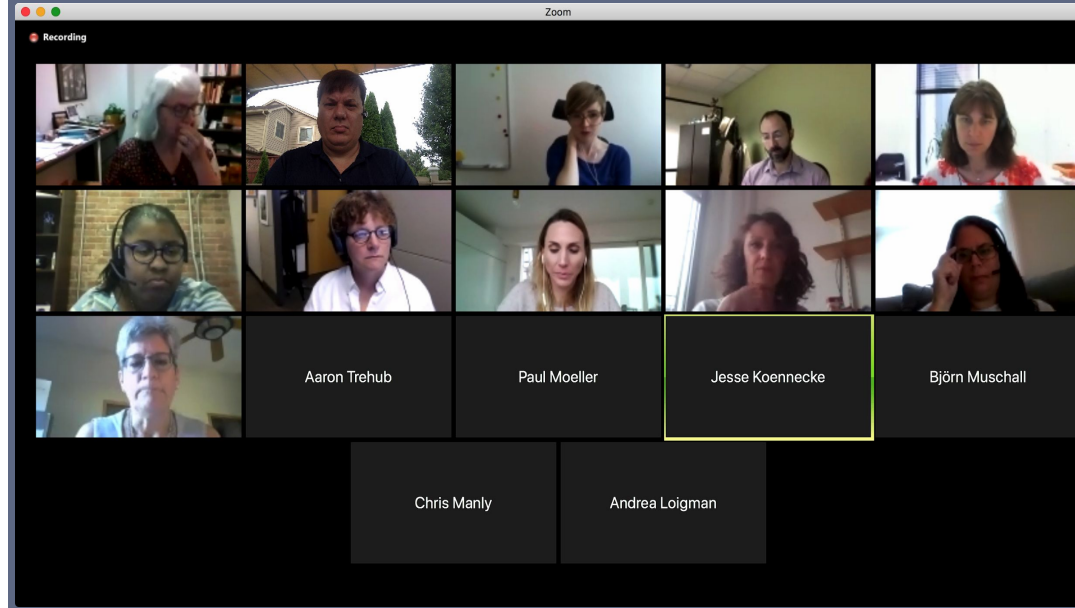 Zoom
Recording
Aaron Trehub
Paul Moeller
Jesse Koennecke
Björn Muschall
Chris Manly
Andrea Loigman